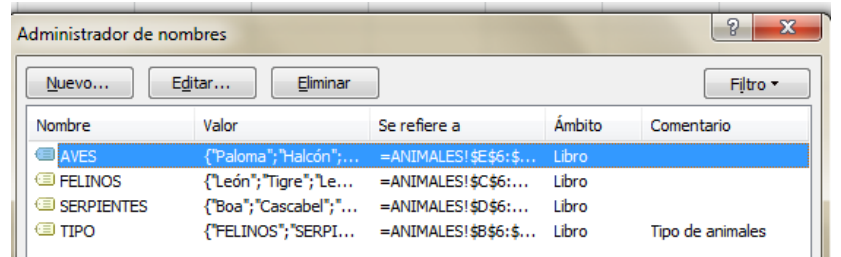 Administrador de nombres
Nuevo... Editar... Eliminar Filtro
Nombre Valor Se refiere a Ámbito Comentario
AVES {"Paloma";"Halcón";... =ANIMALES!$E$6:$... Libro
FELINOS {"León";"Tigre";"Le... =ANIMALES!$C$6:... Libro
SERPIENTES {"Boa";"Cascabel";"... =ANIMALES!$D$6:... Libro
TIPO {"FELINOS";"SERPI... =ANIMALES!$B$6:$... Libro Tipo de animales